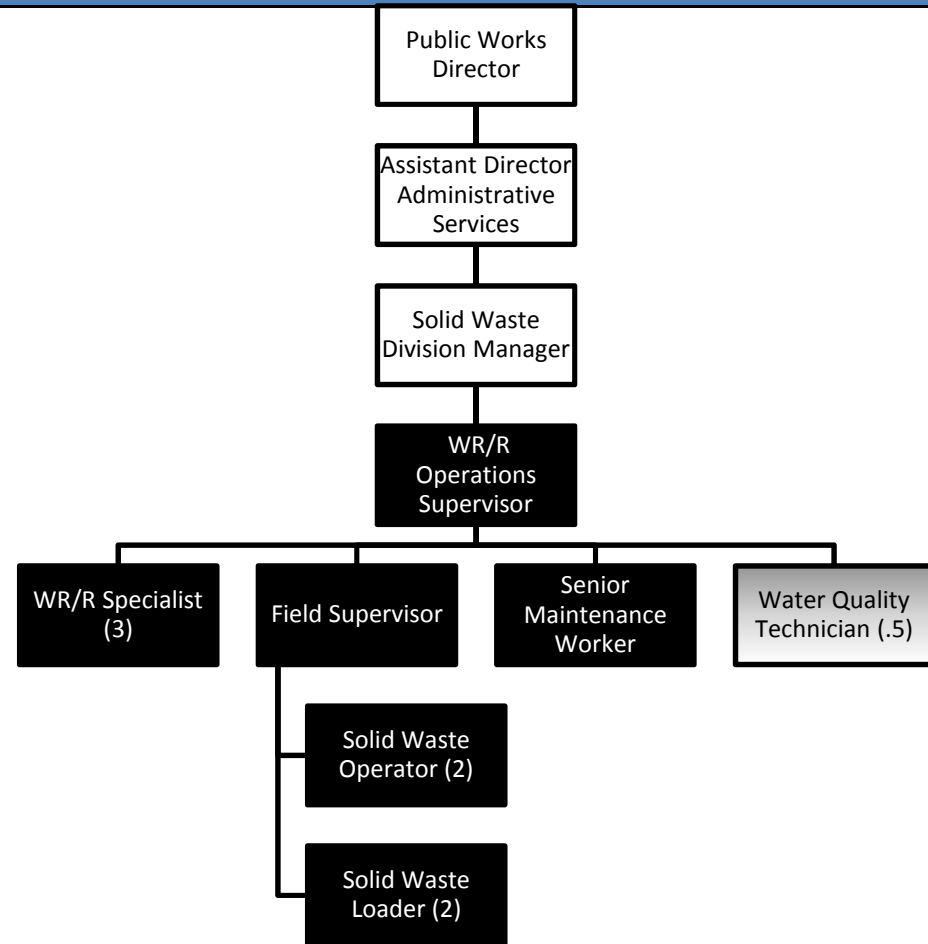 Public Works
Director
Assistant Director
Administrative
Services
Solid Waste
Division Manager
WR/R
Operations
Supervisor
WR/R Specialist
(3)
Field Supervisor
Senior
Maintenance
Worker
Water Quality
Technician (.5)
Solid Waste
Operator (2)
Solid Waste
Loader (2)